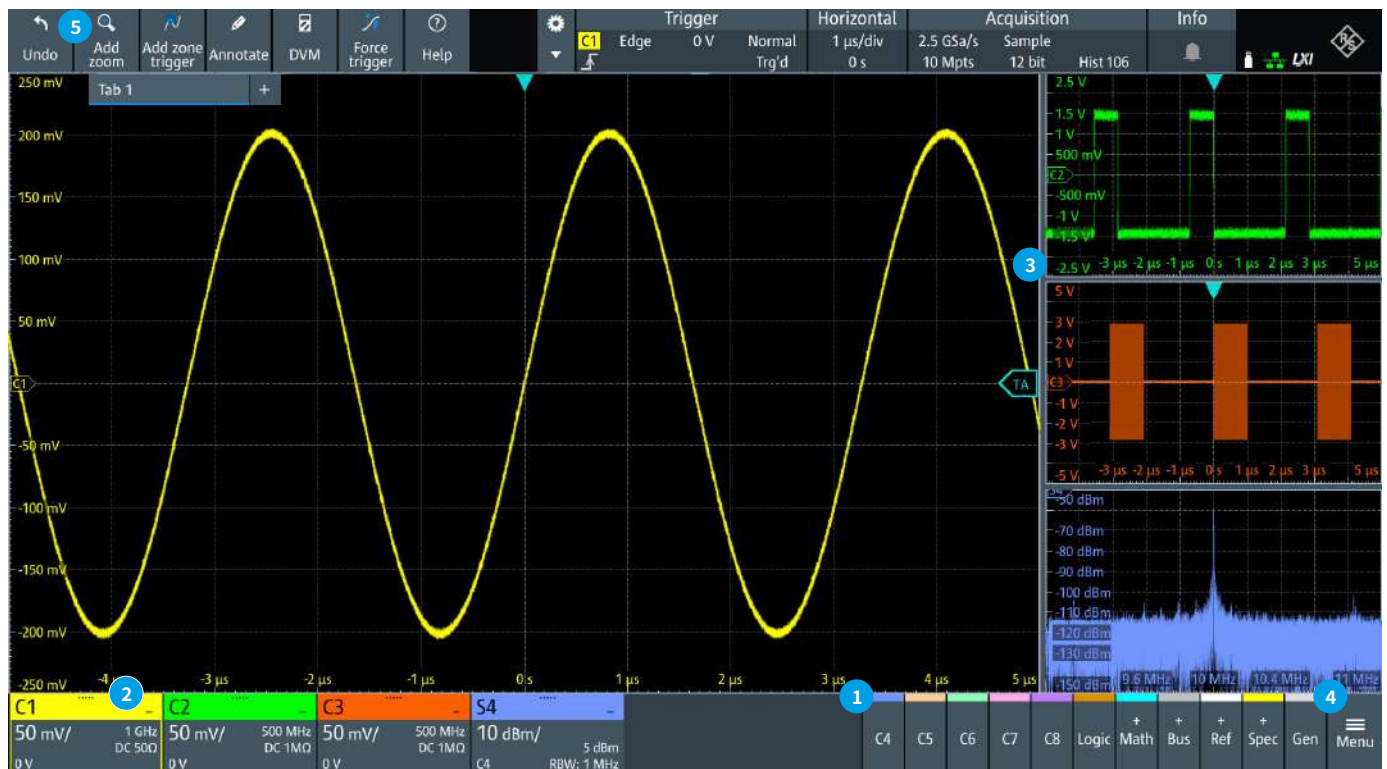 5
Undo
Add zoom
Add zone trigger
Annotate
DVM
Force trigger
Help
Trigger
C1 Edge 0 V Normal
Trg'd
Horizontal
1 µs/div
0 s
Acquisition
2.5 GSa/s Sample
10 Mpts 12 bit Hist 106
Info
R&S
LXI
Tab 1 +
250 mV
200 mV
150 mV
100 mV
50 mV
C1
-50 mV
-100 mV
-150 mV
-200 mV
-250 mV
-4 µs -3 µs -2 µs -1 µs 0 s 1 µs 2 µs 3 µs 4 µs 5 µs
TA
2.5 V
1.5 V
1 V
500 mV
C2
-500 mV
-1 V
-1.5 V
-2.5 V
-3 µs -2 µs -1 µs 0 s 1 µs 2 µs 3 µs 5 µs
3
5 V
3 V
2 V
1 V
C3
-1 V
-2 V
-3 V
-5 V
-3 µs -2 µs -1 µs 0 s 1 µs 2 µs 3 µs 5 µs
S4
-50 dBm
-70 dBm
-80 dBm
-90 dBm
-100 dBm
-110 dBm
-120 dBm
-130 dBm
-150 dBm
9.6 MHz 10 MHz 10.4 MHz 11 MHz
2
C1
50 mV/ 1 GHz
DC 50Ω
0 V
C2
50 mV/ 500 MHz
DC 1MΩ
0 V
C3
50 mV/ 500 MHz
DC 1MΩ
0 V
S4
10 dBm/
5 dBm
C4 RBW: 1 MHz
1
C4
C5
C6
C7
C8
Logic
+ Math
+ Bus
+ Ref
+ Spec
Gen
4
Menu